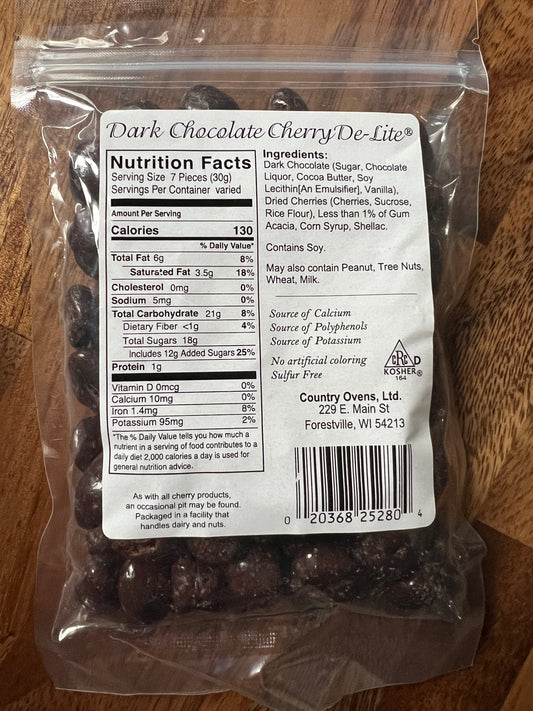 Dark Chocolate Cherry De-Lite®
Nutrition Facts
Serving Size 7 Pieces (30g)
Servings Per Container varied
Amount Per Serving
Calories 130
% Daily Value*
Total Fat 6g 8%
Saturated Fat 3.5g 18%
Cholesterol 0mg 0%
Sodium 5mg 0%
Total Carbohydrate 21g 8%
Dietary Fiber <1g 4%
Total Sugars 18g
Includes 12g Added Sugars 25%
Protein 1g
Vitamin D 0mcg 0%
Calcium 10mg 0%
Iron 1.4mg 8%
Potassium 95mg 2%
*The % Daily Value tells you how much a
nutrient in a serving of food contributes to a
daily diet 2,000 calories a day is used for
general nutrition advice.
As with all cherry products,
an occasional pit may be found.
Packaged in a facility that
handles dairy and nuts.
Ingredients:
Dark Chocolate (Sugar, Chocolate
Liquor, Cocoa Butter, Soy
Lecithin[An Emulsifier], Vanilla),
Dried Cherries (Cherries, Sucrose,
Rice Flour), Less than 1% of Gum
Acacia, Corn Syrup, Shellac.
Contains Soy.
May also contain Peanut, Tree Nuts,
Wheat, Milk.
Source of Calcium
Source of Polyphenols
Source of Potassium
No artificial coloring
Sulfur Free
CRC D
KOSHER®
164
Country Ovens, Ltd.
229 E. Main St
Forestville, WI 54213
0 20368 25280 4